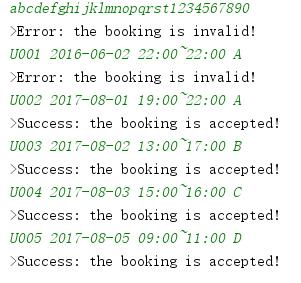 abcdefghijklmnopqrst1234567890
>Error: the booking is invalid!
U001 2016-06-02 22:00~22:00 A
>Error: the booking is invalid!
U002 2017-08-01 19:00~22:00 A
>Success: the booking is accepted!
U003 2017-08-02 13:00~17:00 B
>Success: the booking is accepted!
U004 2017-08-03 15:00~16:00 C
>Success: the booking is accepted!
U005 2017-08-05 09:00~11:00 D
>Success: the booking is accepted!